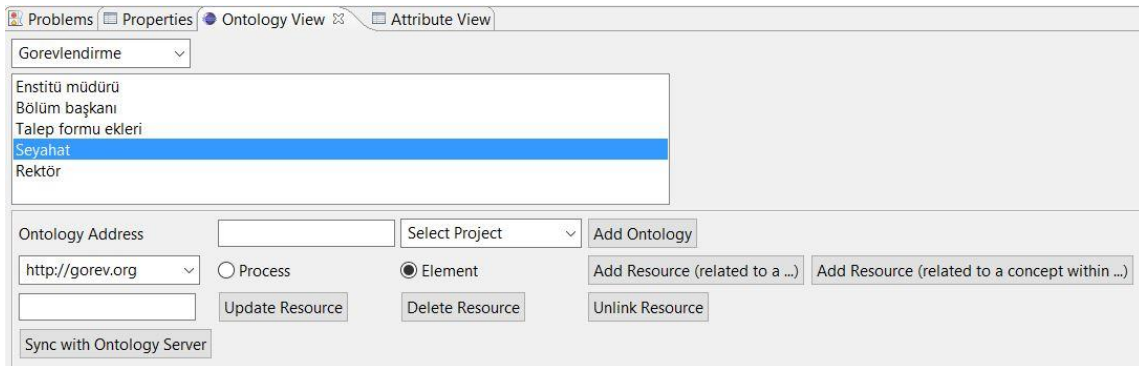 Problems Properties Ontology View Attribute View
Gorevlendirme
Enstitü müdürü
Bölüm başkanı
Talep formu ekleri
Seyahat
Rektör
Ontology Address Select Project Add Ontology
http://gorev.org Process Element Add Resource (related to a ...) Add Resource (related to a concept within ...)
Update Resource Delete Resource Unlink Resource
Sync with Ontology Server